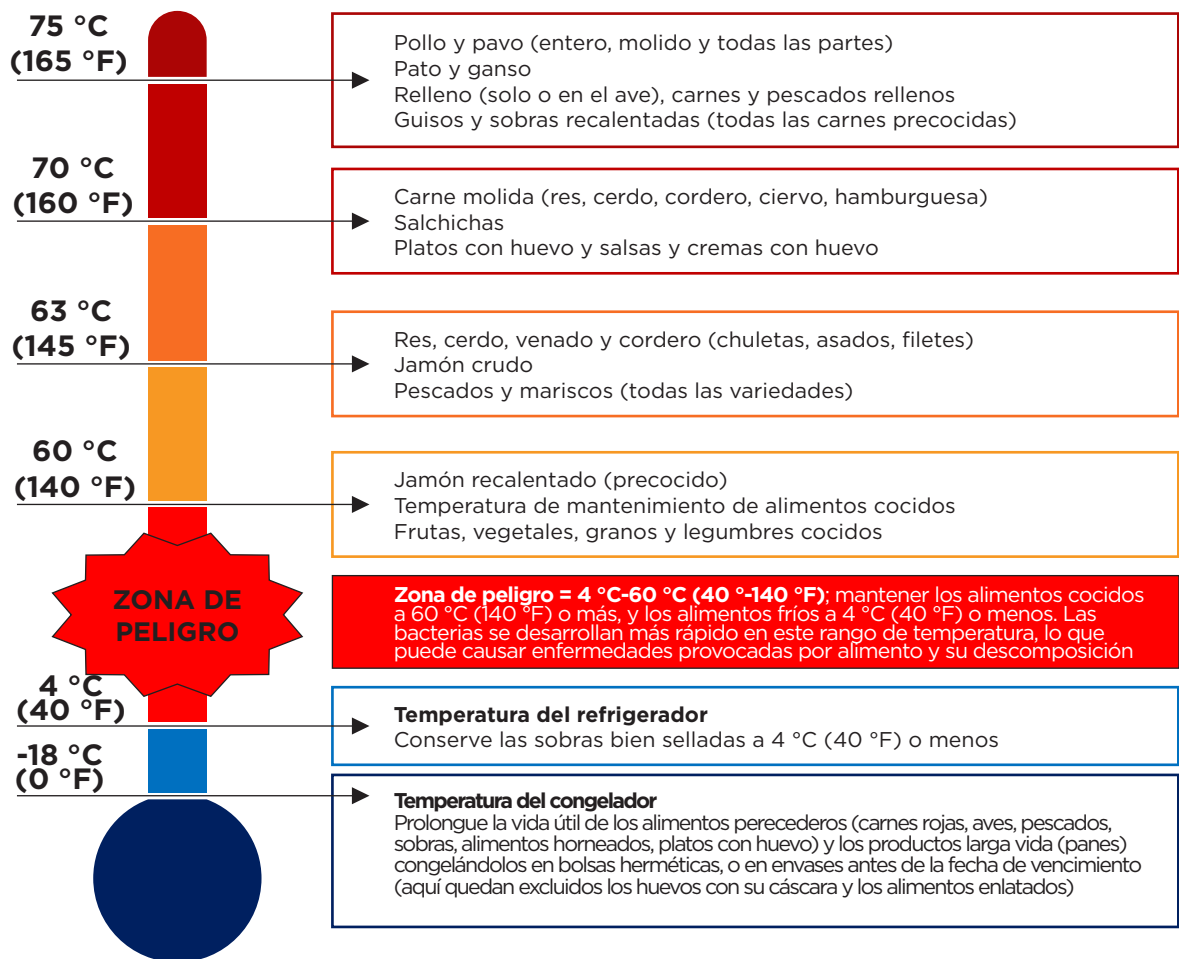 75 °C
(165 °F)
Pollo y pavo (entero, molido y todas las partes)
Pato y ganso
Relleno (solo o en el ave), carnes y pescados rellenos
Guisos y sobras recalentadas (todas las carnes precocidas)
70 °C
(160 °F)
Carne molida (res, cerdo, cordero, ciervo, hamburguesa)
Salchichas
Platos con huevo y salsas y cremas con huevo
63 °C
(145 °F)
Res, cerdo, venado y cordero (chuletas, asados, filetes)
Jamón crudo
Pescados y mariscos (todas las variedades)
60 °C
(140 °F)
Jamón recalentado (precocido)
Temperatura de mantenimiento de alimentos cocidos
Frutas, vegetales, granos y legumbres cocidos
ZONA DE
PELIGRO
Zona de peligro = 4 °C-60 °C (40 °-140 °F); mantener los alimentos cocidos
a 60 °C (140 °F) o más, y los alimentos fríos a 4 °C (40 °F) o menos. Las
bacterias se desarrollan más rápido en este rango de temperatura, lo que
puede causar enfermedades provocadas por alimento y su descomposición
4 °C
(40 °F)
Temperatura del refrigerador
Conserve las sobras bien selladas a 4 °C (40 °F) o menos
-18 °C
(0 °F)
Temperatura del congelador
Prolongue la vida útil de los alimentos perecederos (carnes rojas, aves, pescados,
sobras, alimentos horneados, platos con huevo) y los productos larga vida (panes)
congelándolos en bolsas herméticas, o en envases antes de la fecha de vencimiento
(aquí quedan excluidos los huevos con su cáscara y los alimentos enlatados)